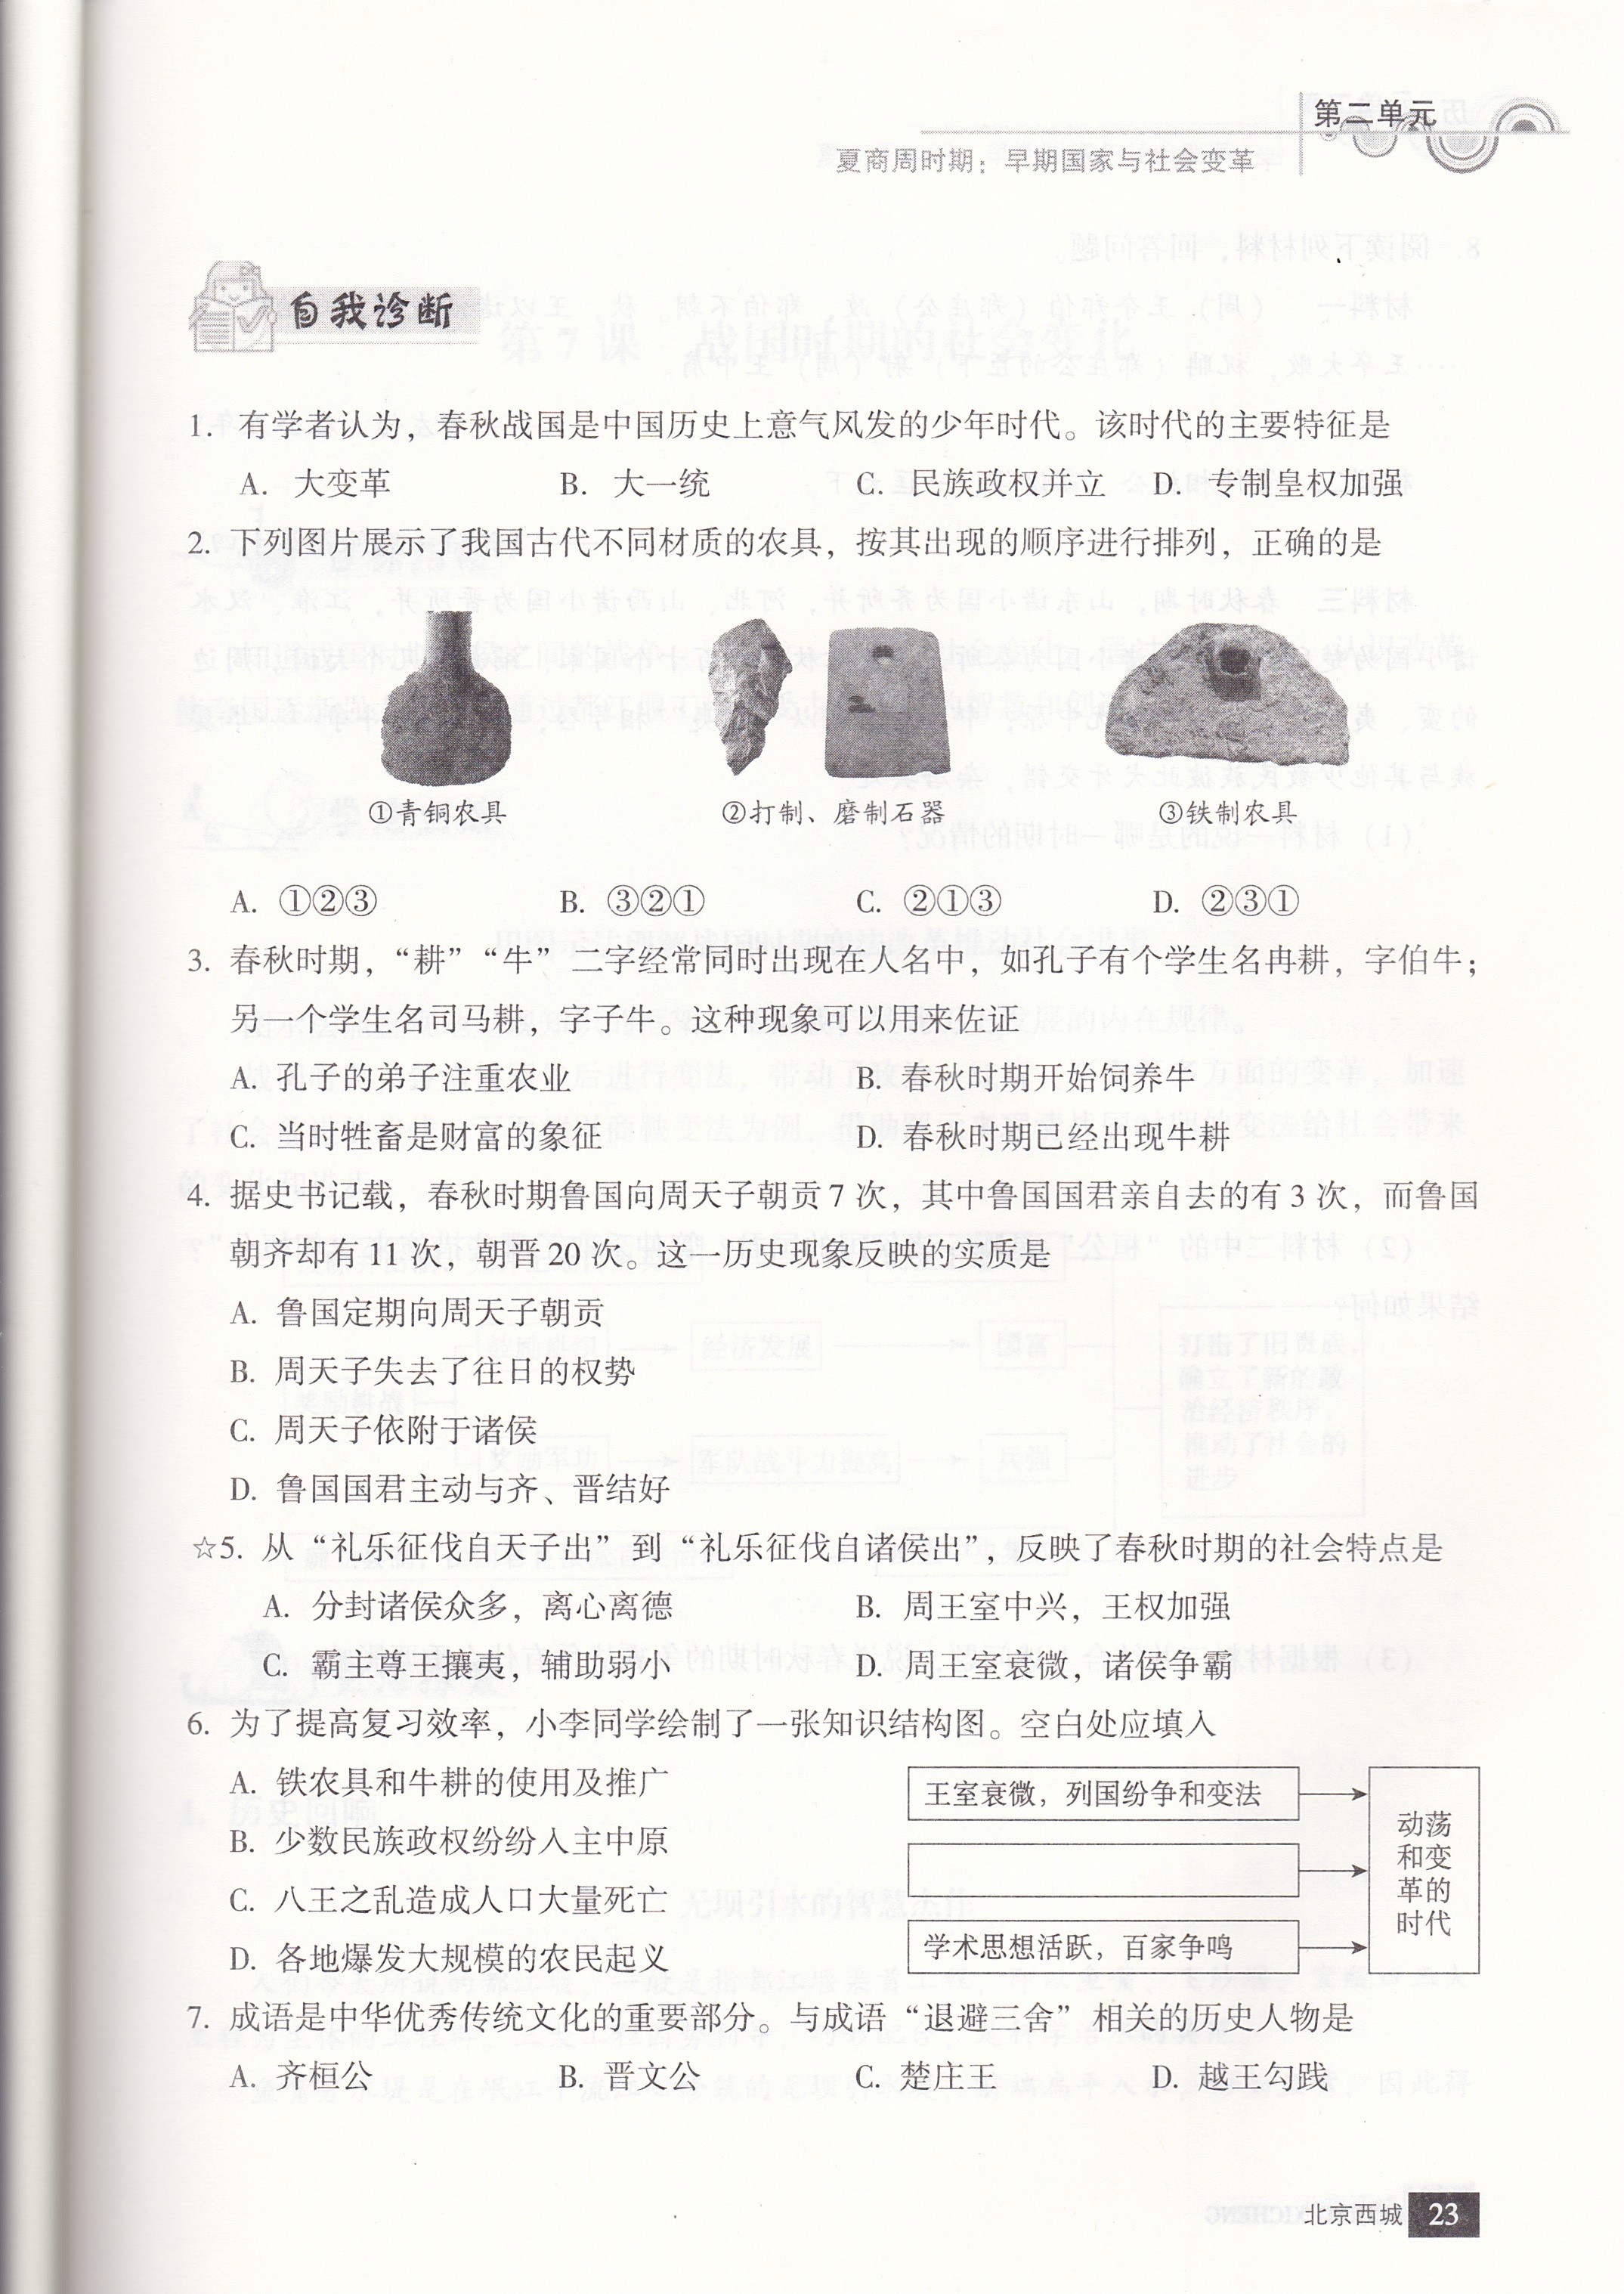 第二单元
夏商周时期：早期国家与社会变革
自我诊断
1. 有学者认为，春秋战国是中国历史上意气风发的少年时代。该时代的主要特征是
A. 大变革 B. 大一统 C. 民族政权并立 D. 专制皇权加强
2. 下列图片展示了我国古代不同材质的农具，按其出现的顺序进行排列，正确的是
①青铜农具 ②打制、磨制石器 ③铁制农具
A. ①②③ B. ③②① C. ②①③ D. ②③①
3. 春秋时期，“耕”“牛”二字经常同时出现在人名中，如孔子有个学生名冉耕，字伯牛；
另一个学生名司马耕，字子牛。这种现象可以用来佐证
A. 孔子的弟子注重农业 B. 春秋时期开始饲养牛
C. 当时牲畜是财富的象征 D. 春秋时期已经出现牛耕
4. 据史书记载，春秋时期鲁国向周天子朝贡 7 次，其中鲁国国君亲自去的有 3 次，而鲁国
朝齐却有 11 次，朝晋 20 次。这一历史现象反映的实质是
A. 鲁国定期向周天子朝贡
B. 周天子失去了往日的权势
C. 周天子依附于诸侯
D. 鲁国国君主动与齐、晋结好
☆5. 从“礼乐征伐自天子出”到“礼乐征伐自诸侯出”，反映了春秋时期的社会特点是
A. 分封诸侯众多，离心离德 B. 周王室中兴，王权加强
C. 霸主尊王攘夷，辅助弱小 D. 周王室衰微，诸侯争霸
6. 为了提高复习效率，小李同学绘制了一张知识结构图。空白处应填入
A. 铁农具和牛耕的使用及推广
B. 少数民族政权纷纷入主中原
C. 八王之乱造成人口大量死亡
D. 各地爆发大规模的农民起义
王室衰微，列国纷争和变法
学术思想活跃，百家争鸣
动荡
和变
革的
时代
7. 成语是中华优秀传统文化的重要部分。与成语“退避三舍”相关的历史人物是
A. 齐桓公 B. 晋文公 C. 楚庄王 D. 越王勾践
北京西城 23